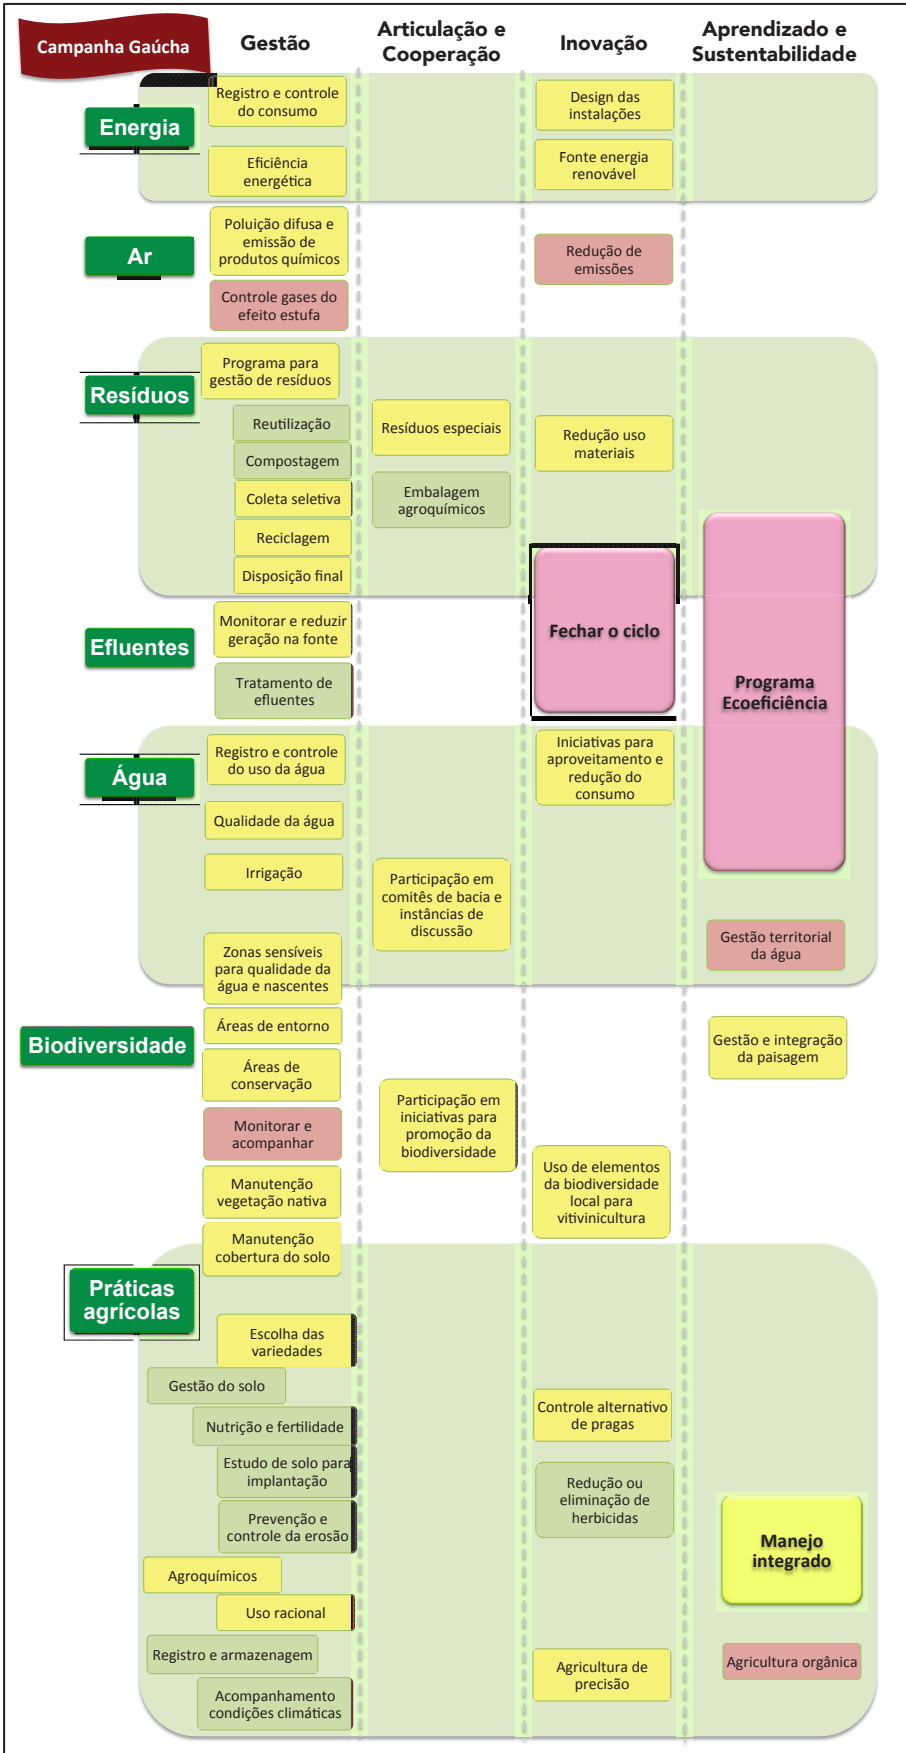 Campanha Gaúcha
Gestão
Articulação e
Cooperação
Inovação
Aprendizado e
Sustentabilidade
Energia
Registro e controle
do consumo
Eficiência
energética
Design das
instalações
Fonte energia
renovável
Ar
Poluição difusa e
emissão de
produtos químicos
Controle gases do
efeito estufa
Redução de
emissões
Resíduos
Programa para
gestão de resíduos
Reutilização
Compostagem
Coleta seletiva
Reciclagem
Disposição final
Resíduos especiais
Embalagem
agroquímicos
Redução uso
materiais
Fechar o ciclo
Programa
Ecoeficiência
Efluentes
Monitorar e reduzir
geração na fonte
Tratamento de
efluentes
Água
Registro e controle
do uso da água
Qualidade da água
Irrigação
Participação em
comitês de bacia e
instâncias de
discussão
Iniciativas para
aproveitamento e
redução do
consumo
Gestão territorial
da água
Zonas sensíveis
para qualidade da
água e nascentes
Biodiversidade
Áreas de entorno
Áreas de
conservação
Monitorar e
acompanhar
Manutenção
vegetação nativa
Manutenção
cobertura do solo
Participação em
iniciativas para
promoção da
biodiversidade
Uso de elementos
da biodiversidade
local para
vitivinicultura
Gestão e integração
da paisagem
Práticas
agrícolas
Escolha das
variedades
Gestão do solo
Nutrição e fertilidade
Estudo de solo para
implantação
Prevenção e
controle da erosão
Agroquímicos
Uso racional
Registro e armazenagem
Acompanhamento
condições climáticas
Controle alternativo
de pragas
Redução ou
eliminação de
herbicidas
Agricultura de
precisão
Manejo
integrado
Agricultura orgânica